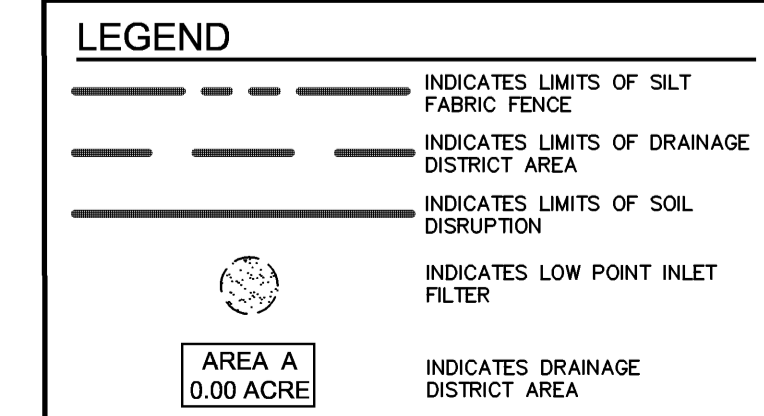 LEGEND
INDICATES LIMITS OF SILT
FABRIC FENCE
INDICATES LIMITS OF DRAINAGE
DISTRICT AREA
INDICATES LIMITS OF SOIL
DISRUPTION
INDICATES LOW POINT INLET
FILTER
AREA A
0.00 ACRE
INDICATES DRAINAGE
DISTRICT AREA